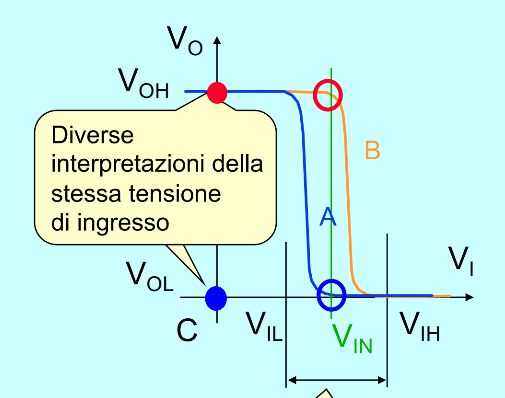 VO
VOH
Diverse
interpretazioni della
stessa tensione
di ingresso
B
A
VOL
VI
C
VIL
VIN
VIH